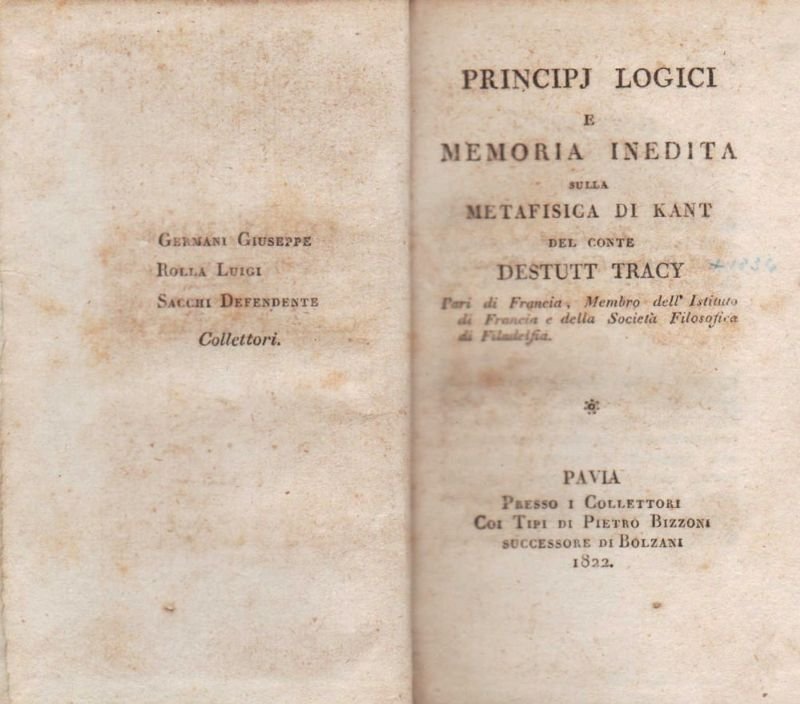 GERMANI GIUSEPPE
ROLLA LUIGI
SACCHI DEFENDENTE
Collettori.
PRINCIPJ LOGICI
E
MEMORIA INEDITA
SULLA
METAFISICA DI KANT
DEL CONTE
DESTUTT TRACY
Pari di Francia, Membro dell' Istituto
di Francia e della Società Filosofica
di Filadelfia.
PAVIA
PRESSO I COLLETTORI
COI TIPI DI PIETRO BIZZONI
SUCCESSORE DI BOLZANI
1822.